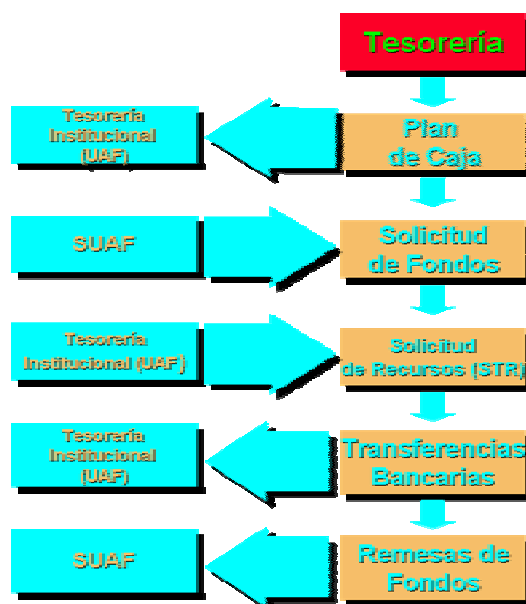 Tesorería
Tesorería
Institucional
(UAF)
Plan
de Caja
SUAF
Solicitud
de Fondos
Tesorería
Institucional (UAF)
Solicitud
de Recursos (STR)
Tesorería
Institucional
(UAF)
Transferencias
Bancarias
SUAF
Remesas de
Fondos